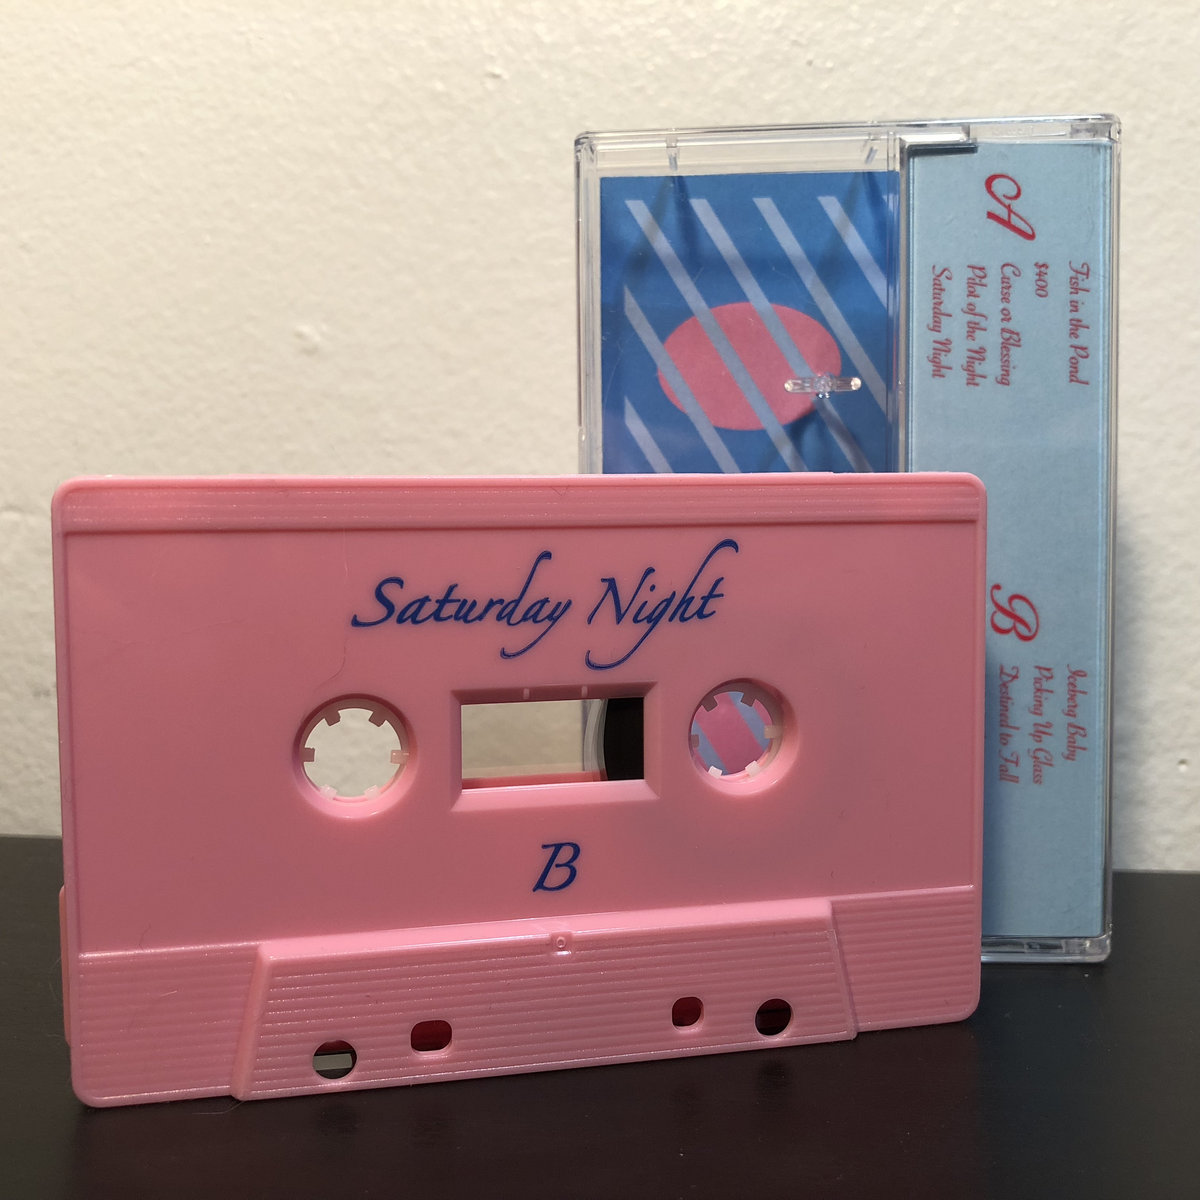 Saturday Night
B
A
Fish in the Pond
$400
Curse or Blessing
Pilot of the Night
Saturday Night
B
Iceberg Baby
Picking Up Glass
Destined to Fall